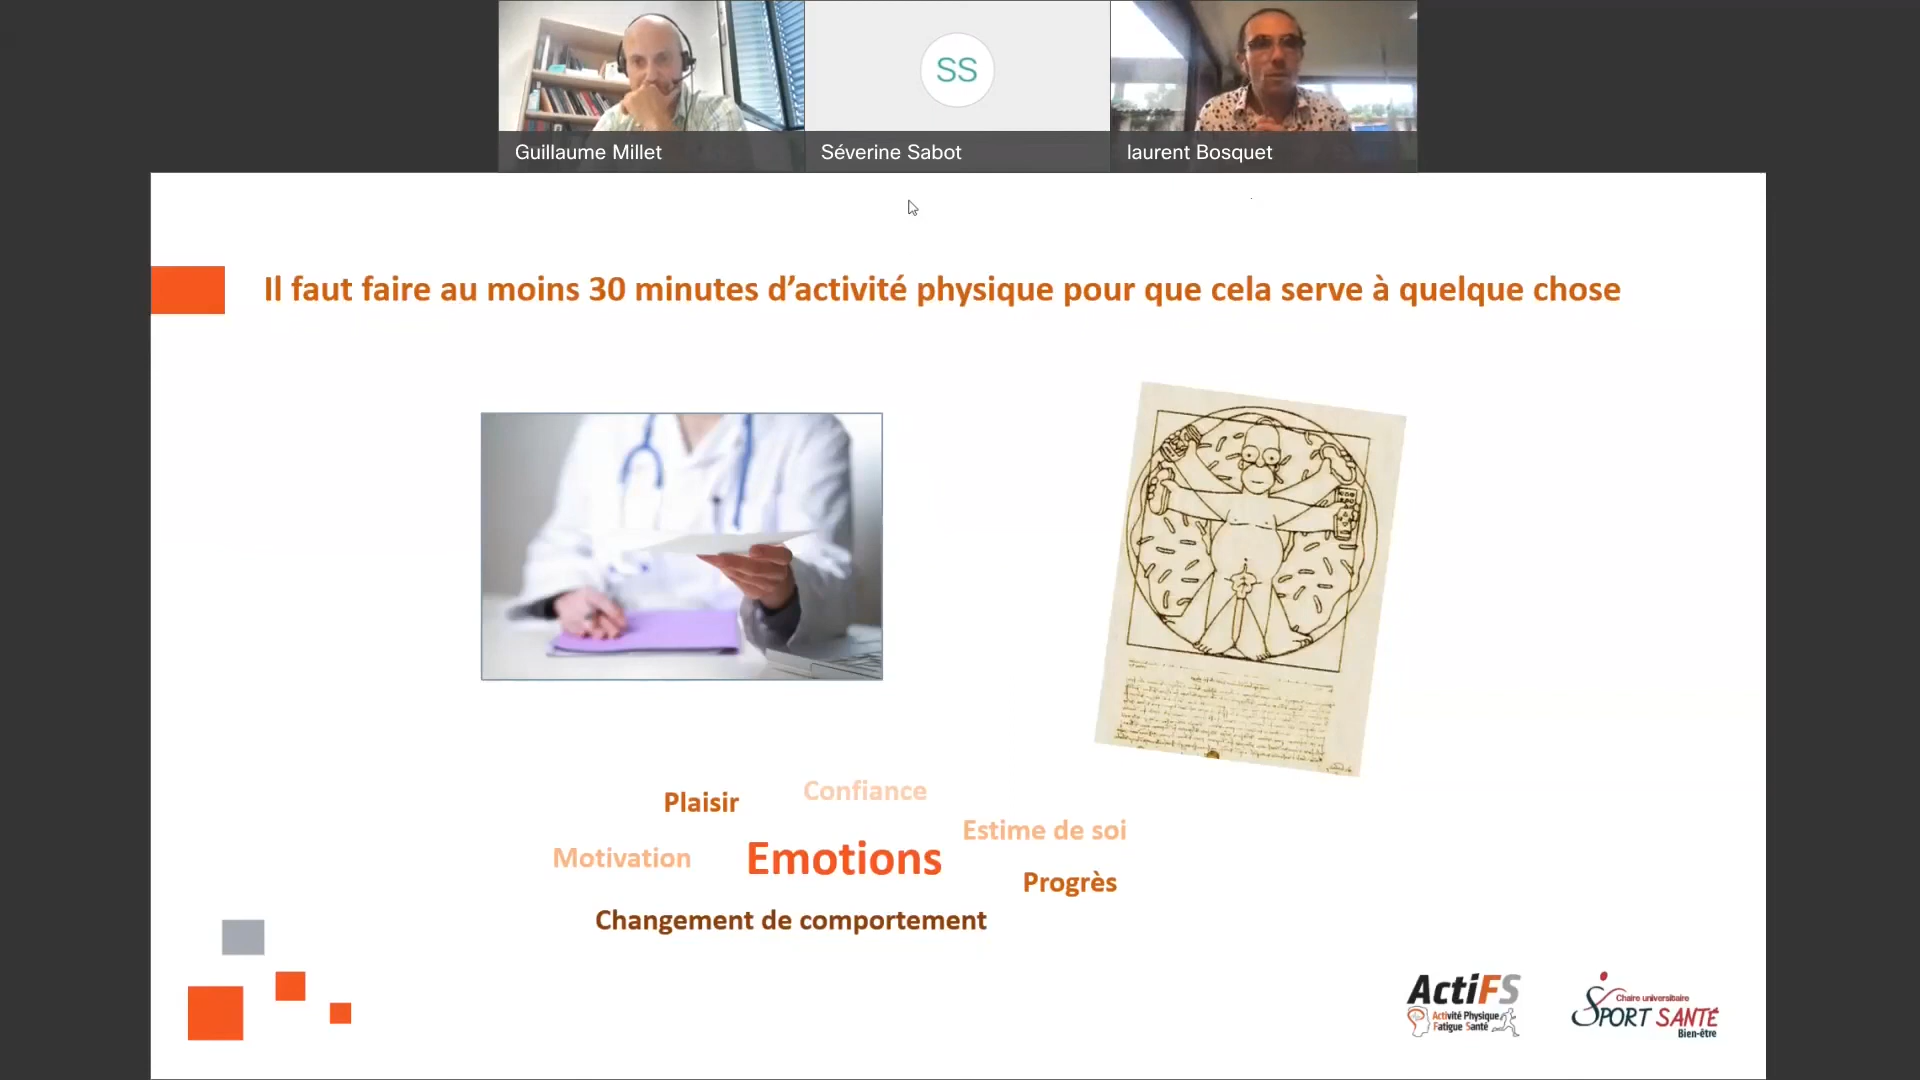 SS
Guillaume Millet
Séverine Sabot
laurent Bosquet
Il faut faire au moins 30 minutes d’activité physique pour que cela serve à quelque chose
Plaisir
Confiance
Estime de soi
Motivation
Emotions
Progrès
Changement de comportement
ActiFS
Activité Physique
Fatigue Santé
Chaire universitaire
SPORT SANTÉ
Bien-être